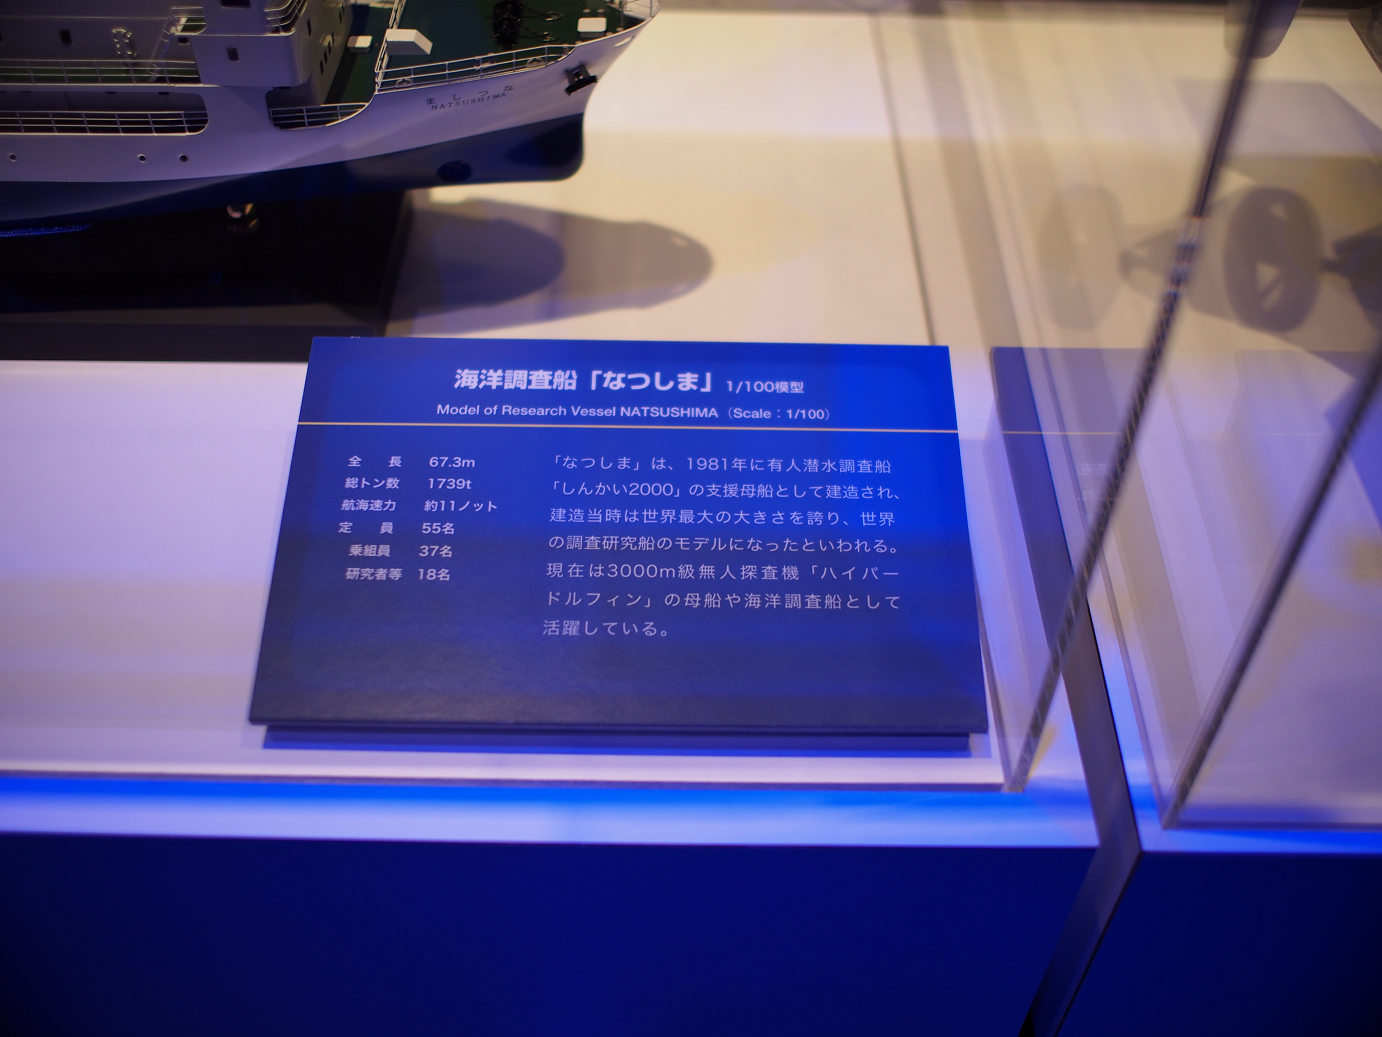 ましつな
NATSUSHIMA
海洋調査船「なつしま」 1/100模型
Model of Research Vessel NATSUSHIMA（Scale：1/100）
全 長 67.3m
総トン数 1739t
航海速力 約11ノット
定 員 55名
乗組員 37名
研究者等 18名
「なつしま」は、1981年に有人潜水調査船
「しんかい2000」の支援母船として建造され、
建造当時は世界最大の大きさを誇り、世界
の調査研究船のモデルになったといわれる。
現在は3000m級無人探査機「ハイパー
ドルフィン」の母船や海洋調査船として
活躍している。